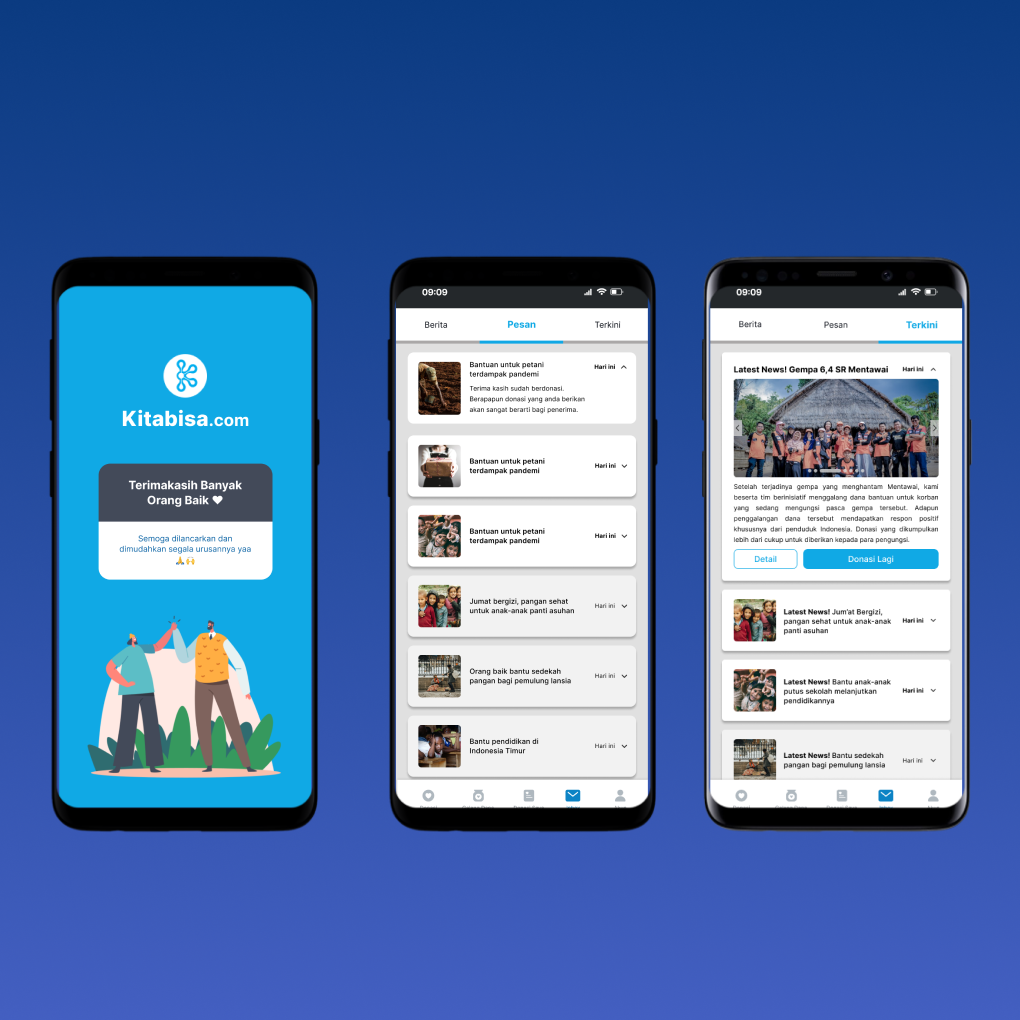 Kitabisa.com
Terimakasih Banyak
Orang Baik ❤
Semoga dilancarkan dan
dimudahkan segala urusannya yaa
🙏🙌
09:09
Berita
Pesan
Terkini
Bantuan untuk petani
terdampak pandemi
Hari ini
Terima kasih sudah berdonasi.
Berapapun donasi yang anda berikan
akan sangat berarti bagi penerima.
Bantuan untuk petani
terdampak pandemi
Hari ini
Bantuan untuk petani
terdampak pandemi
Hari ini
Jumat bergizi, pangan sehat
untuk anak-anak panti asuhan
Hari ini
Orang baik bantu sedekah
pangan bagi pemulung lansia
Hari ini
Bantu pendidikan di
Indonesia Timur
Hari ini
09:09
Berita
Pesan
Terkini
Latest News! Gempa 6,4 SR Mentawai
Hari ini
Setelah terjadinya gempa yang menghantam Mentawai, kami
beserta tim berinisiatif menggalang dana bantuan untuk korban
yang sedang mengungsi pasca gempa tersebut. Adapun
penggalangan dana tersebut mendapatkan respon positif
khususnya dari penduduk Indonesia. Donasi yang dikumpulkan
lebih dari cukup untuk diberikan kepada para pengungsi.
Detail
Donasi Lagi
Latest News! Jum'at Bergizi,
pangan sehat untuk anak-anak
panti asuhan
Hari ini
Latest News! Bantu anak-anak
putus sekolah melanjutkan
pendidikannya
Hari ini
Latest News! Bantu sedekah
pangan bagi pemulung lansia
Hari ini